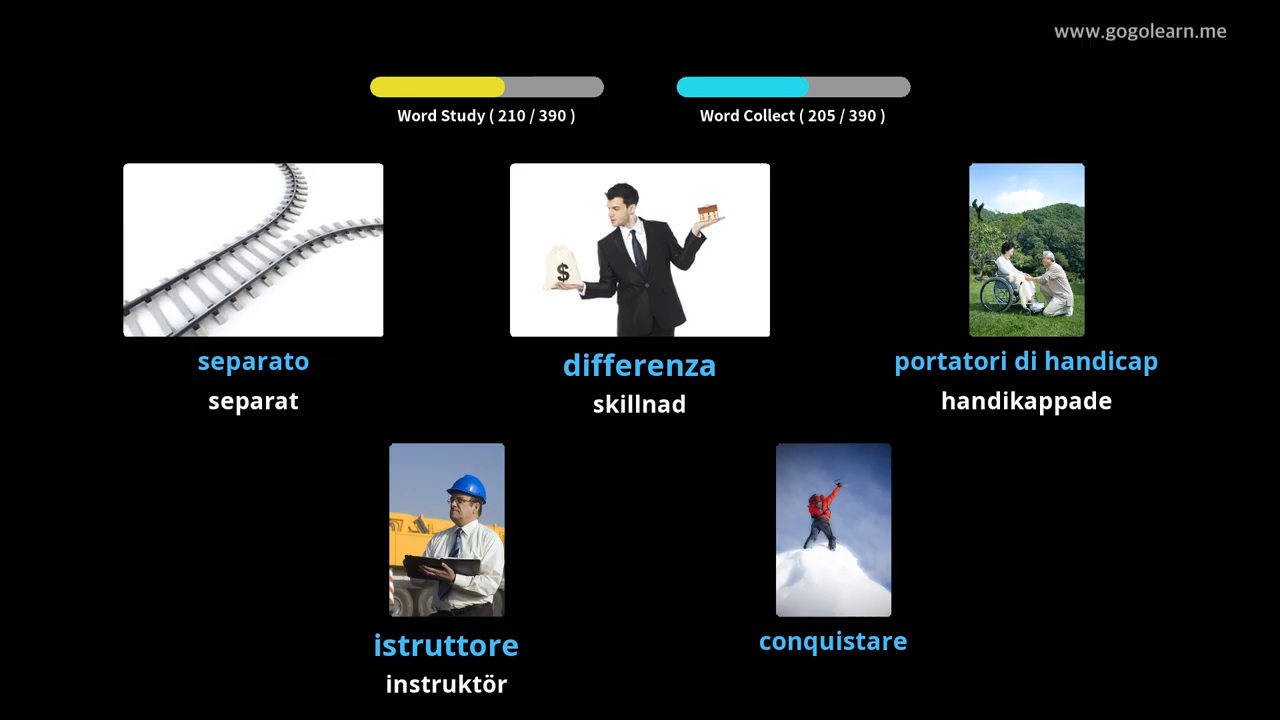 www.gogolearn.me
Word Study ( 210 / 390 )
Word Collect ( 205 / 390 )
$
separato
separat
differenza
skillnad
portatori di handicap
handikappade
istruttore
instruktör
conquistare